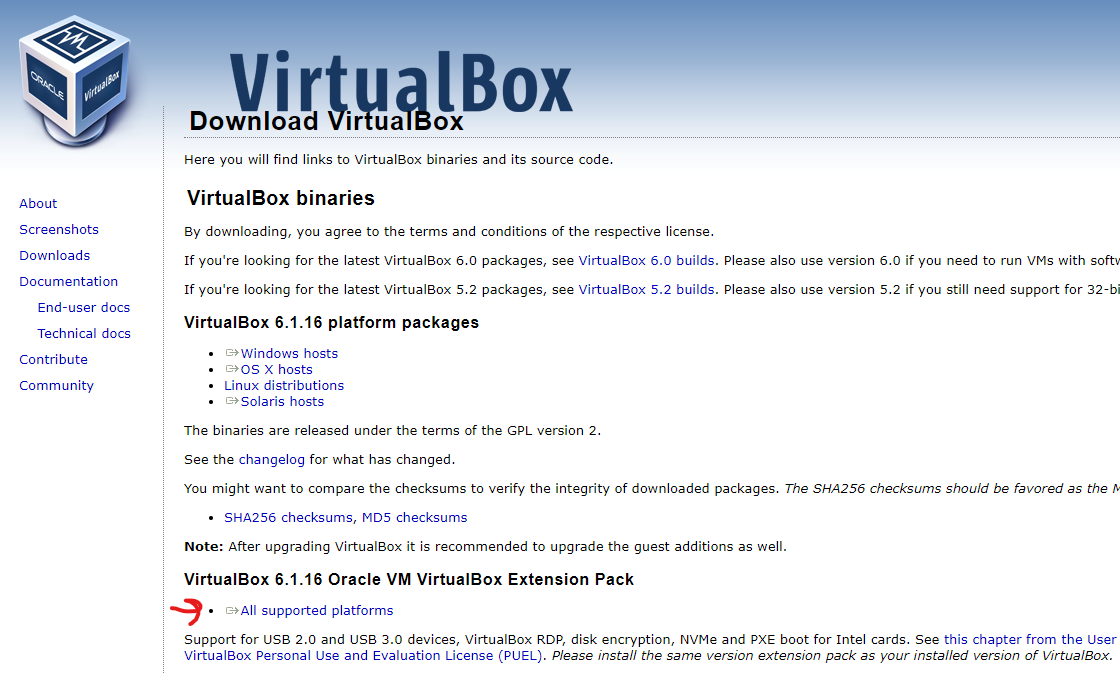 ORACLE
VirtualBox
VirtualBox
Download VirtualBox
Here you will find links to VirtualBox binaries and its source code.
About
Screenshots
Downloads
Documentation
End-user docs
Technical docs
Contribute
Community
VirtualBox binaries
By downloading, you agree to the terms and conditions of the respective license.
If you're looking for the latest VirtualBox 6.0 packages, see VirtualBox 6.0 builds. Please also use version 6.0 if you need to run VMs with
If you're looking for the latest VirtualBox 5.2 packages, see VirtualBox 5.2 builds. Please also use version 5.2 if you still need support for
VirtualBox 6.1.16 platform packages
• Windows hosts
• OS X hosts
• Linux distributions
• Solaris hosts
The binaries are released under the terms of the GPL version 2.
See the changelog for what has changed.
You might want to compare the checksums to verify the integrity of downloaded packages. The SHA256 checksums should be favored as the
• SHA256 checksums, MD5 checksums
Note: After upgrading VirtualBox it is recommended to upgrade the guest additions as well.
VirtualBox 6.1.16 Oracle VM VirtualBox Extension Pack
• All supported platforms
Support for USB 2.0 and USB 3.0 devices, VirtualBox RDP, disk encryption, NVMe and PXE boot for Intel cards. See this chapter from the User
VirtualBox Personal Use and Evaluation License (PUEL). Please install the same version extension pack as your installed version of VirtualBox.